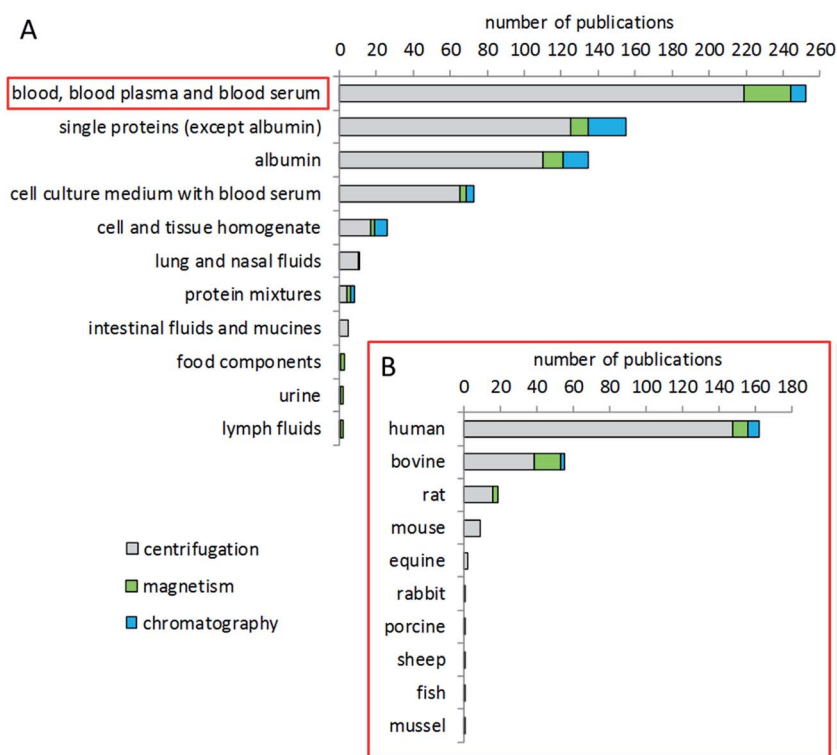 A
number of publications
0 20 40 60 80 100 120 140 160 180 200 220 240 260
blood, blood plasma and blood serum
single proteins (except albumin)
albumin
cell culture medium with blood serum
cell and tissue homogenate
lung and nasal fluids
protein mixtures
intestinal fluids and mucines
food components
urine
lymph fluids
centrifugation
magnetism
chromatography
B
number of publications
0 20 40 60 80 100 120 140 160 180
human
bovine
rat
mouse
equine
rabbit
porcine
sheep
fish
mussel